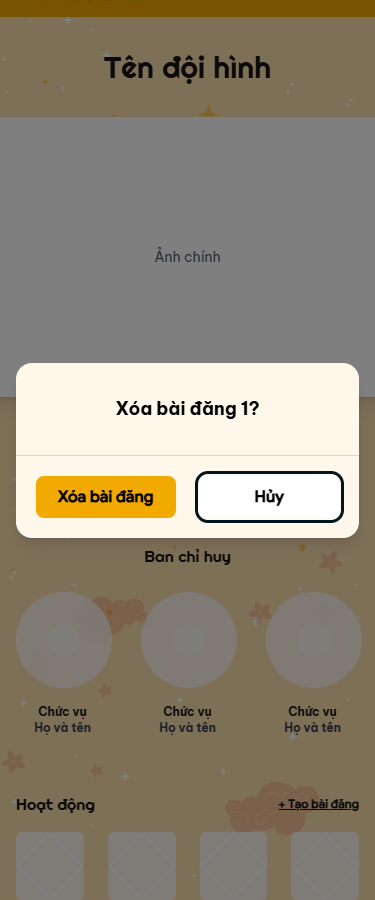 Tên đội hình
Ảnh chính
Xóa bài đăng 1?
Xóa bài đăng
Hủy
Ban chỉ huy
Chức vụ
Họ và tên
Chức vụ
Họ và tên
Chức vụ
Họ và tên
Hoạt động
+ Tạo bài đăng